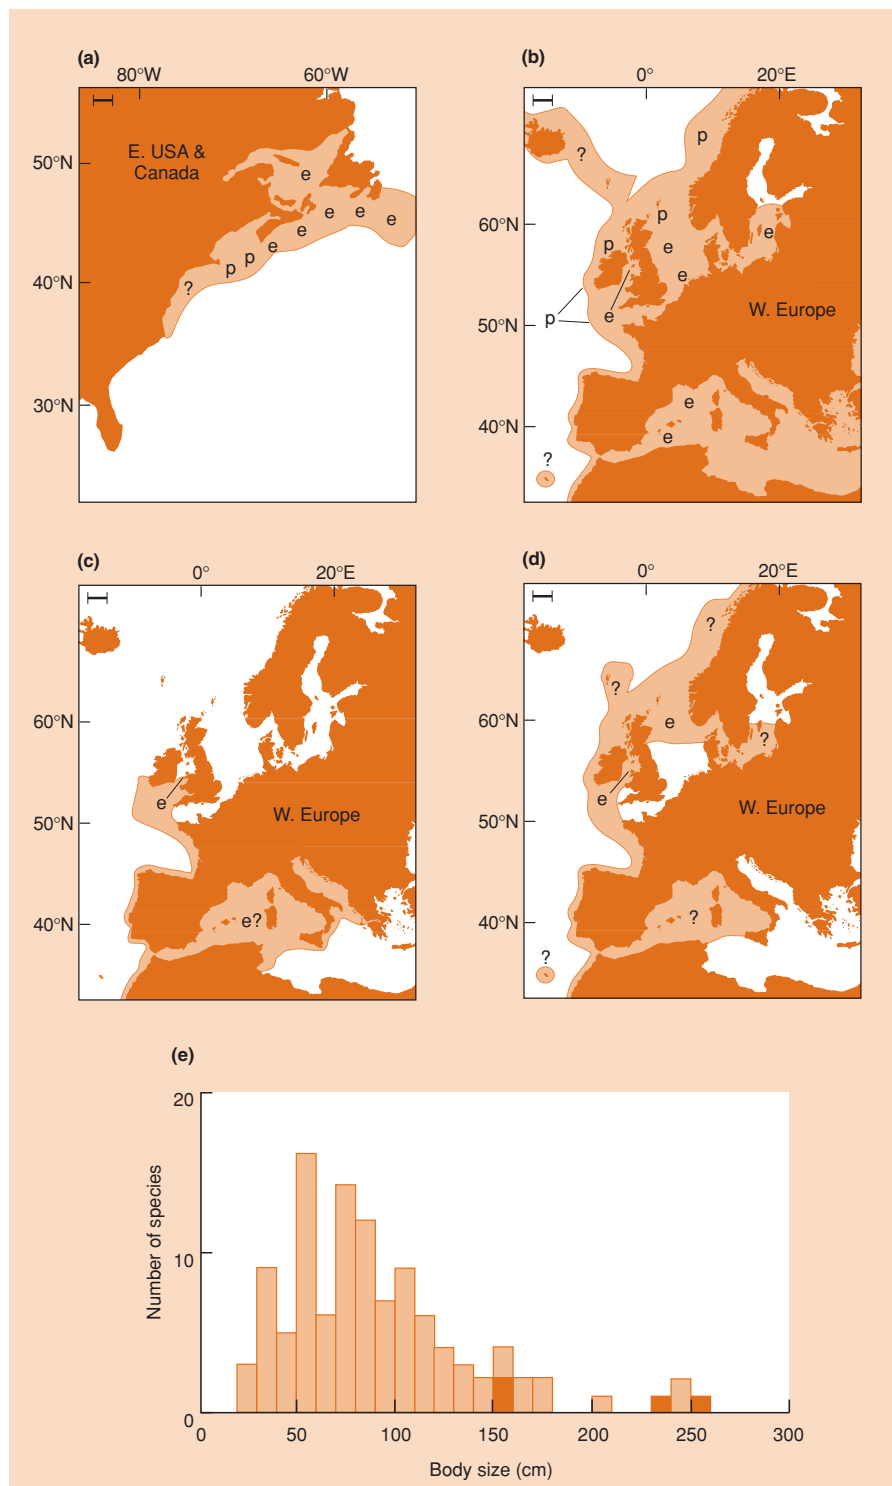 (a)
80°W 60°W
50°N
40°N
30°N
E. USA &
Canada
e
e
e
e
e
e
e
p
p
?
(b)
0° 20°E
60°N
50°N
40°N
p
?
p
p
e
e
e
p
e
W. Europe
e
e
?
(c)
0° 20°E
60°N
50°N
40°N
e
W. Europe
e?
(d)
0° 20°E
60°N
50°N
40°N
?
?
e
?
e
W. Europe
?
?
(e)
Number of species
20
10
0
0 50 100 150 200 250 300
Body size (cm)